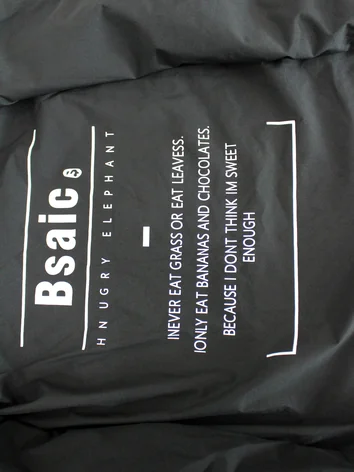 Bsaic
HNUGRY ELEPHANT
INEVER EAT GRASS OR EAT LEAVESS.
IONLY EAT BANANAS AND CHOCOLATES.
BECAUSE I DONT THINK IM SWEET
ENOUGH